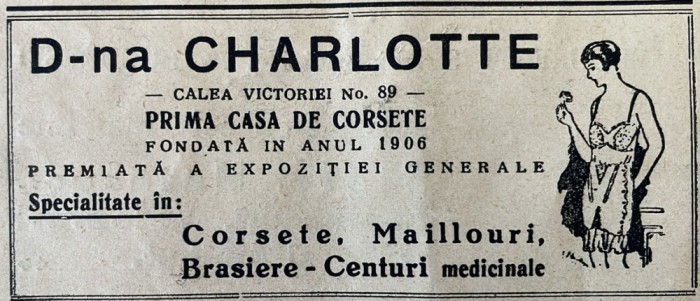 D-na CHARLOTTE
— CALEA VICTORIEI No. 89 —
PRIMA CASA DE CORSETE
FONDATĂ IN ANUL 1906
PREMIATĂ A EXPOZIȚIEI GENERALE
Specialitate în:
Corsete, Maillouri,
Brasiere - Centuri medicinale